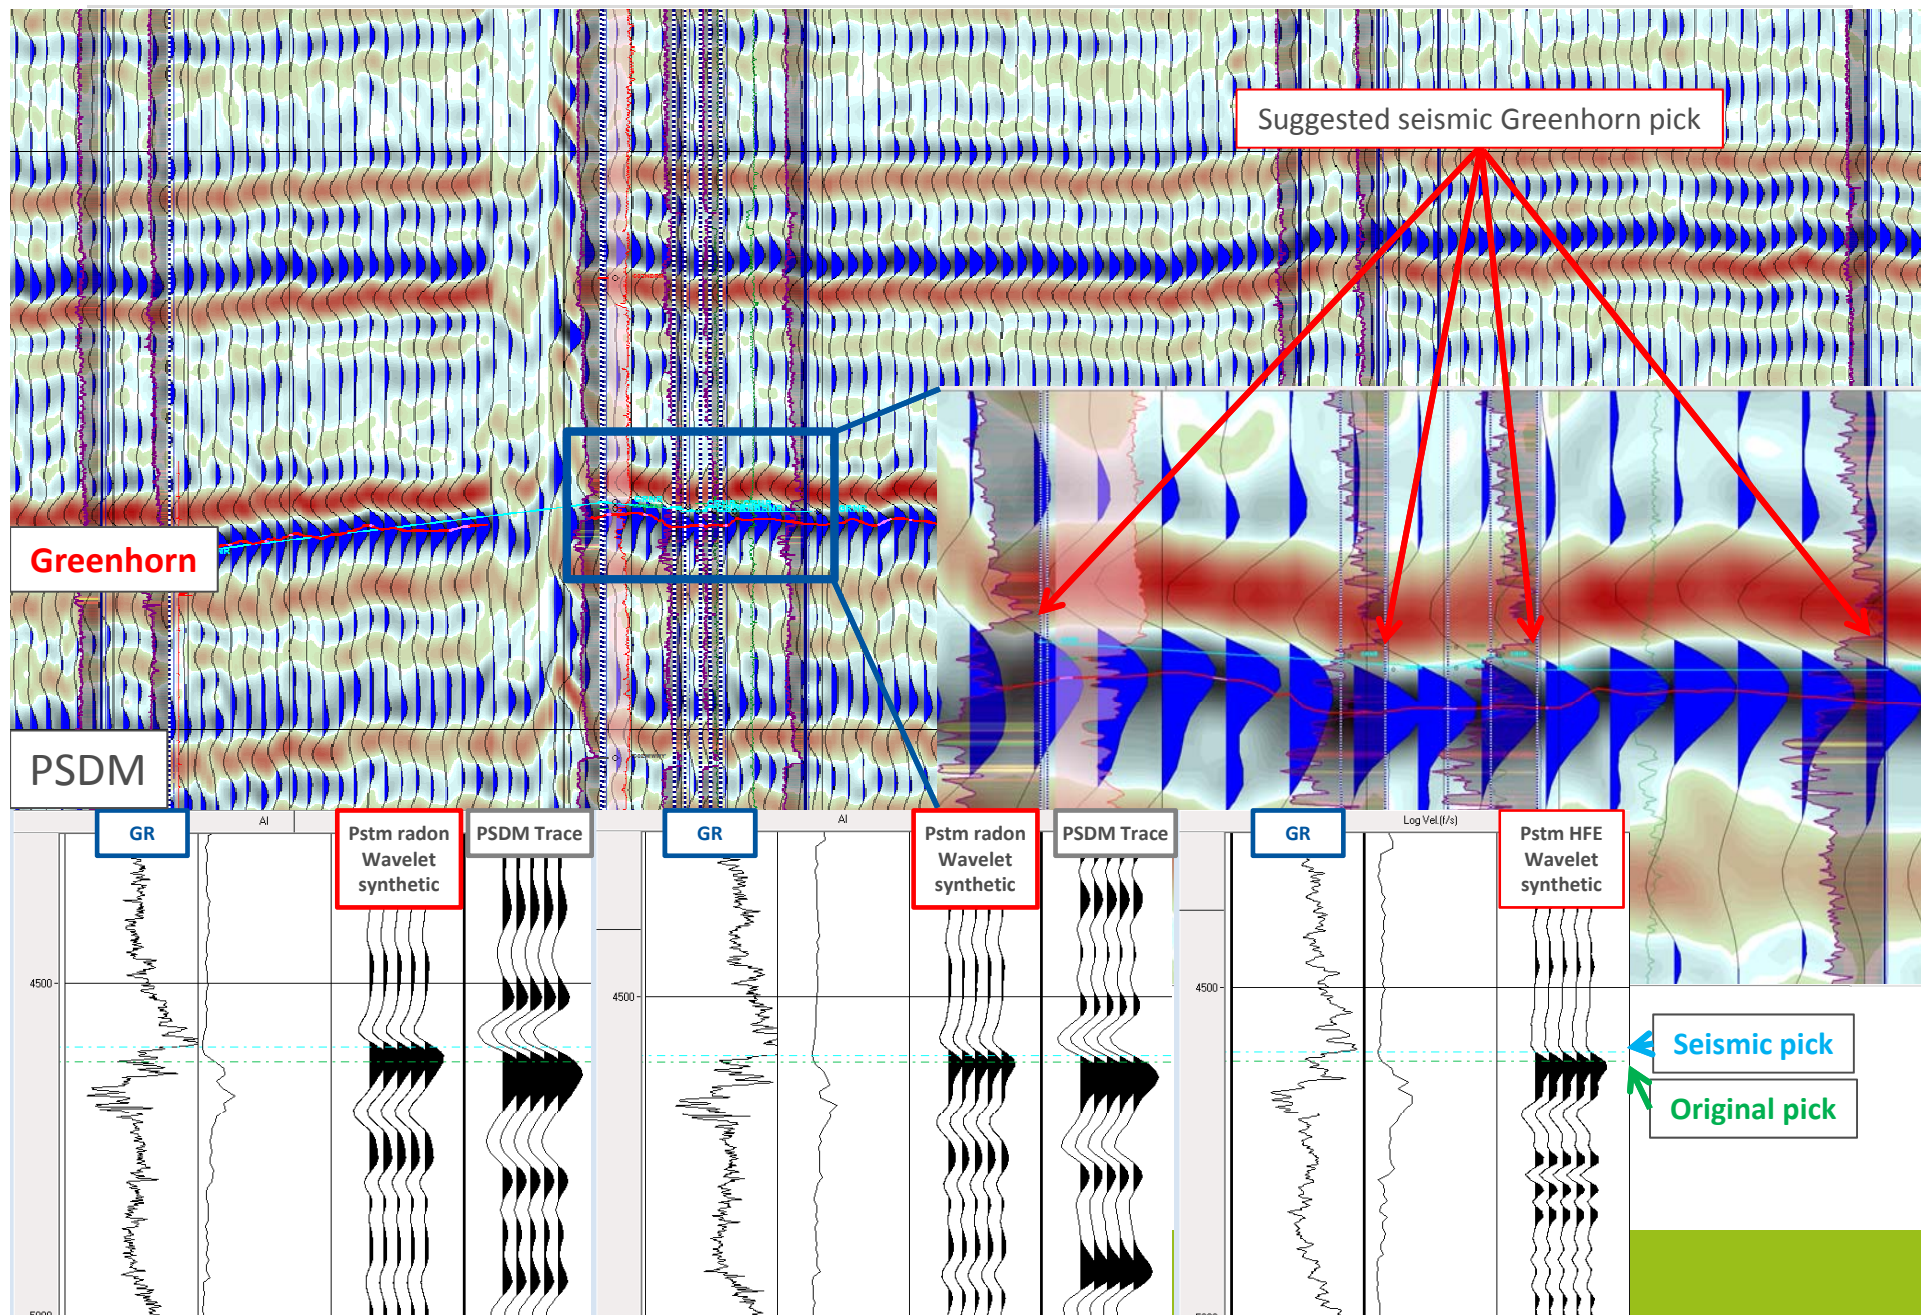 Suggested seismic Greenhorn pick
Greenhorn
PSDM
GR
AI
Pstm radon
Wavelet
synthetic
PSDM Trace
GR
AI
Pstm radon
Wavelet
synthetic
PSDM Trace
GR
Log Vel.(f/s)
Pstm HFE
Wavelet
synthetic
4500
4500
4500
Seismic pick
Original pick